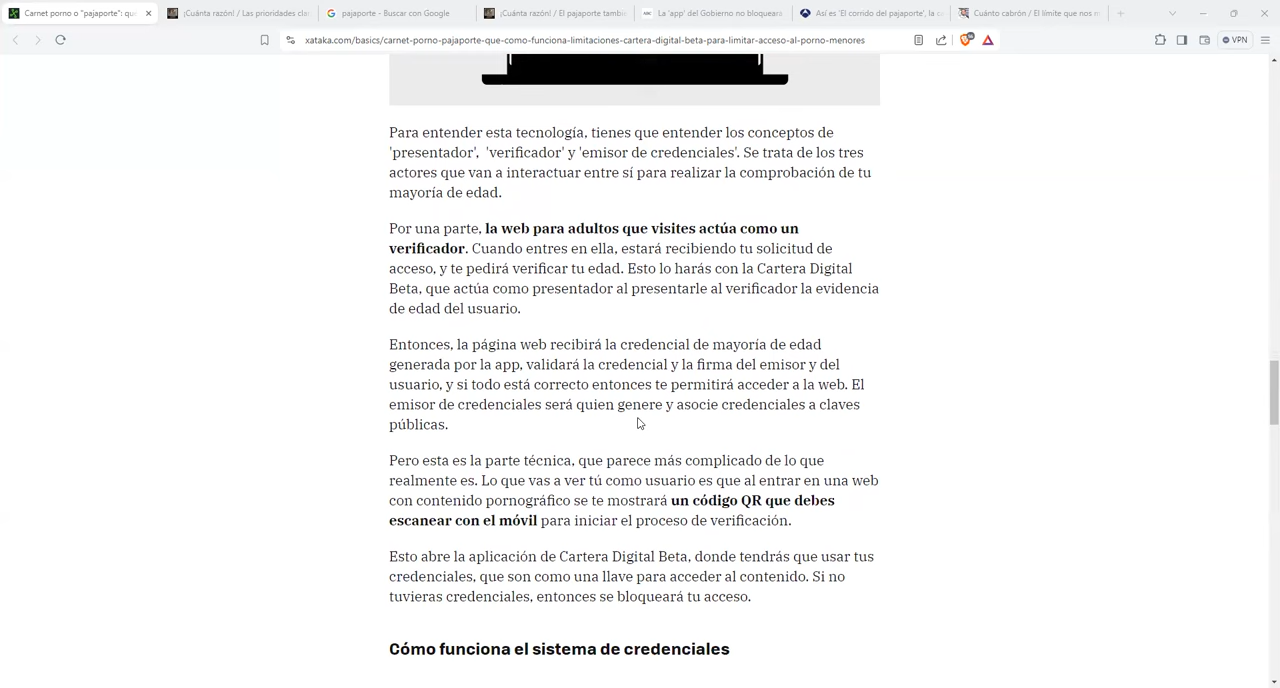 Carnet porno o "pajaporte": que
¡Cuánta razón! / Las prioridades cla
pajaporte - Buscar con Google
¡Cuánta razón! / El pajaporte tambié
La 'app' del Gobierno no bloqueará
Así es 'El corrido del pajaporte', la c
Cuánto cabrón / El límite que nos m
xataka.com/basics/carnet-porno-pajaporte-que-como-funciona-limitaciones-cartera-digital-beta-para-limitar-acceso-al-porno-menores
VPN
Para entender esta tecnología, tienes que entender los conceptos de
'presentador', 'verificador' y 'emisor de credenciales'. Se trata de los tres
actores que van a interactuar entre sí para realizar la comprobación de tu
mayoría de edad.
Por una parte, la web para adultos que visites actúa como un
verificador. Cuando entres en ella, estará recibiendo tu solicitud de
acceso, y te pedirá verificar tu edad. Esto lo harás con la Cartera Digital
Beta, que actúa como presentador al presentarle al verificador la evidencia
de edad del usuario.
Entonces, la página web recibirá la credencial de mayoría de edad
generada por la app, validará la credencial y la firma del emisor y del
usuario, y si todo está correcto entonces te permitirá acceder a la web. El
emisor de credenciales será quien genere y asocie credenciales a claves
públicas.
Pero esta es la parte técnica, que parece más complicado de lo que
realmente es. Lo que vas a ver tú como usuario es que al entrar en una web
con contenido pornográfico se te mostrará un código QR que debes
escanear con el móvil para iniciar el proceso de verificación.
Esto abre la aplicación de Cartera Digital Beta, donde tendrás que usar tus
credenciales, que son como una llave para acceder al contenido. Si no
tuvieras credenciales, entonces se bloqueará tu acceso.
Cómo funciona el sistema de credenciales